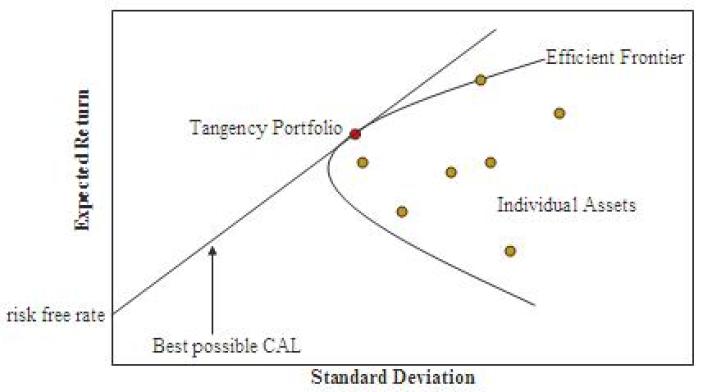 Efficient Frontier
Tangency Portfolio
Expected Return
Individual Assets
risk free rate
Best possible CAL
Standard Deviation